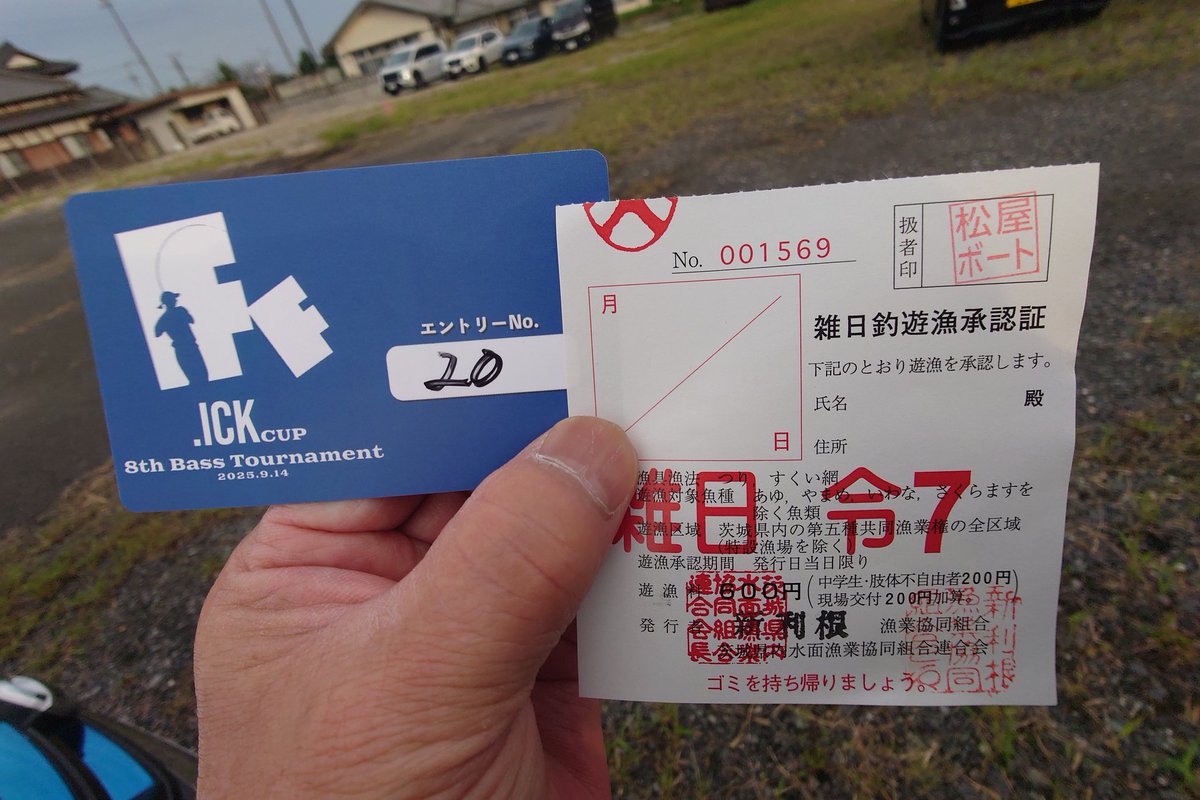 エントリーNo.
20
.ICK CUP
8th Bass Tournament
2025.9.14
No. 001569
扱者印
松屋
ボート
月
日
雑日釣遊漁承認証
下記のとおり遊漁を承認します。
氏名 殿
住所
雑日 令7
漁具漁法 つり, すくい網
遊漁対象魚種 あゆ, やまめ, いわな, さくらますを
除く魚類
遊漁区域 茨城県内の第五種共同漁業権の全区域
(特設漁場を除く)
遊漁承認期間 発行日当日限り
遊漁料 600円 (中学生・肢体不自由者200円
現場交付 200円加算。)
発行者 新利根 漁業協同組合
茨城県内水面漁業協同組合連合会
ゴミを持ち帰りましょう。